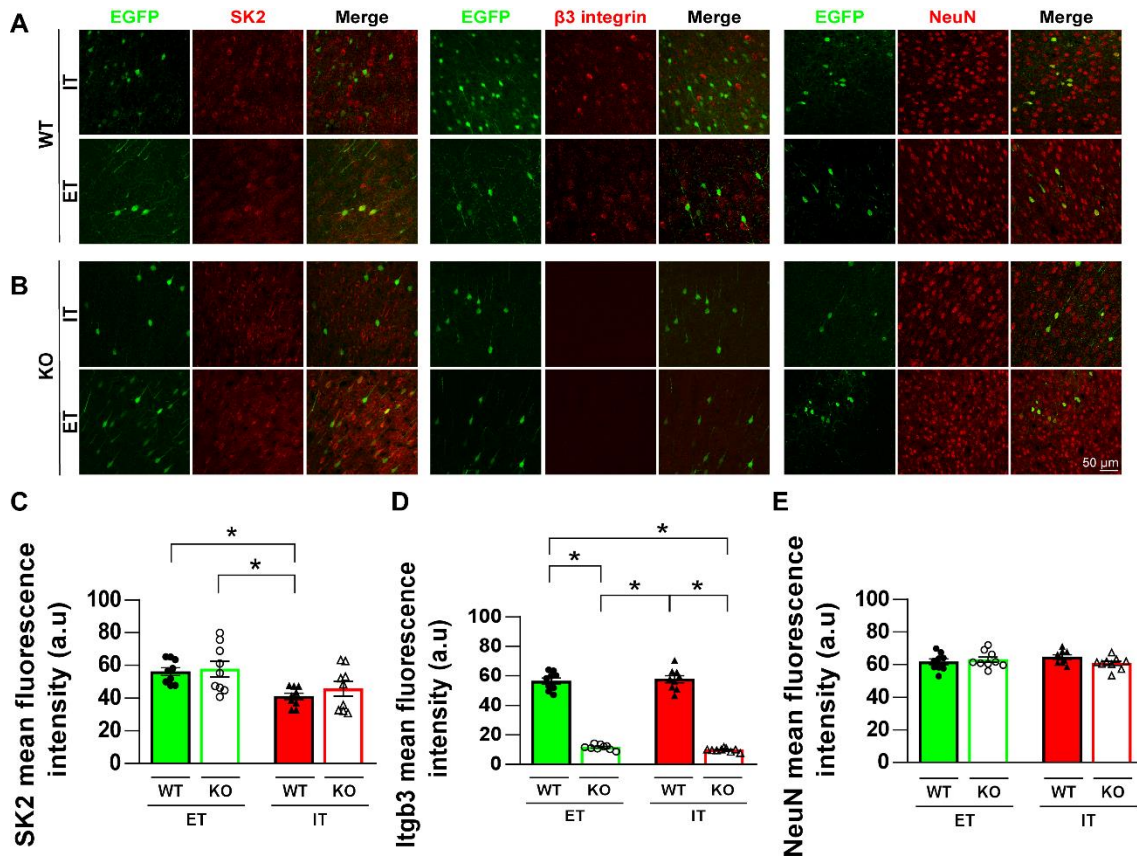 A
EGFP SK2 Merge EGFP β3 integrin Merge EGFP NeuN Merge
WT
IT
ET
B
KO
IT
ET
50 µm
C
SK2 mean fluorescence
intensity (a.u)
100
80
60
40
20
0
* *
WT KO WT KO
ET IT
D
Itgb3 mean fluorescence
intensity (a.u)
100
80
60
40
20
0
* * * *
WT KO WT KO
ET IT
E
NeuN mean fluorescence
intensity (a.u)
100
80
60
40
20
0
WT KO WT KO
ET IT